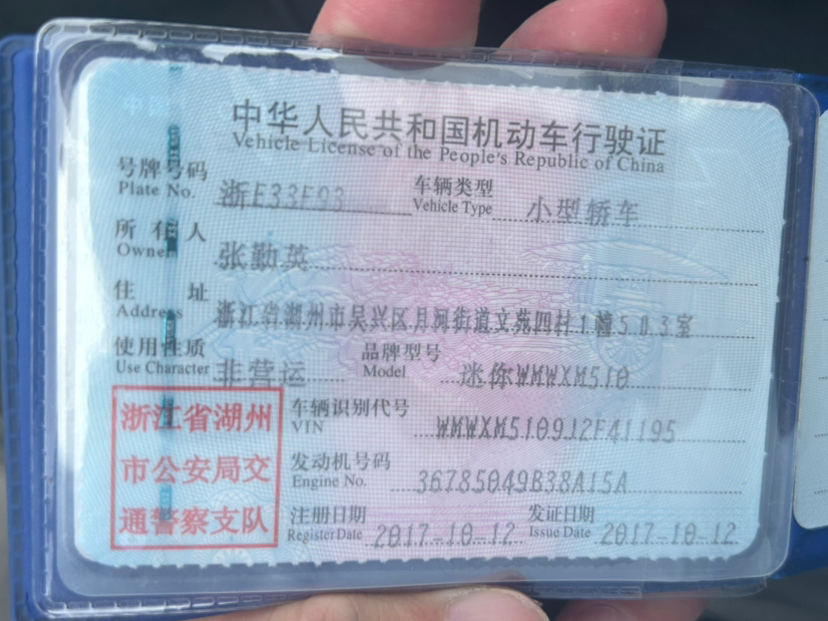 中华人民共和国机动车行驶证
Vehicle License of the People's Republic of China
号牌号码 浙E33F93 车辆类型 小型轿车
Plate No. Vehicle Type
所有人 张勤英
Owner
住址 浙江省湖州市吴兴区月河街道文苑四村1幢503室
Address
使用性质 非营运 品牌型号 迷你WMWXM510
Use Character Model
浙江省湖州 车辆识别代号 WMWXM5109J2F41195
VIN
市公安局交 发动机号码 36785049B38A15A
Engine No.
通警察支队 注册日期 2017-10-12 发证日期 2017-10-12
Register Date Issue Date